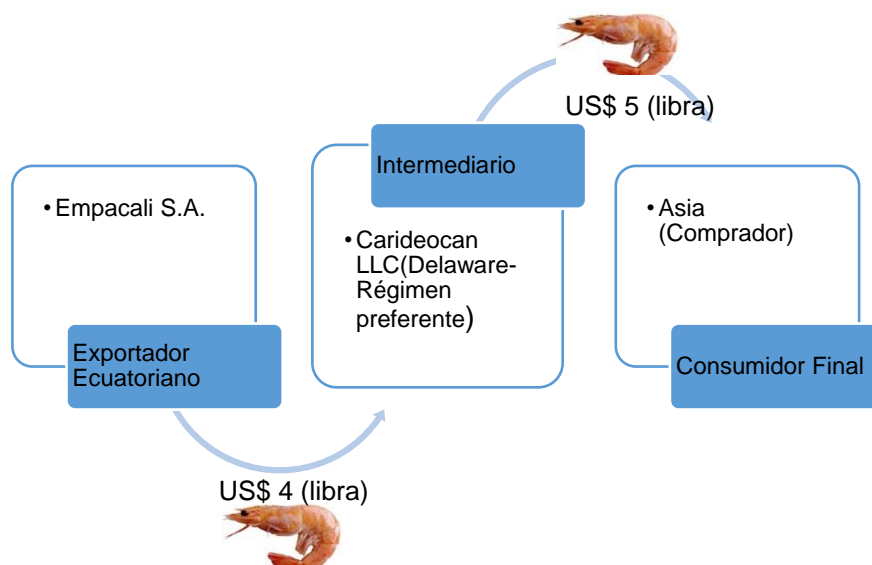 US$ 5 (libra)
Intermediario
• Empacali S.A.
• Carideocan
LLC(Delaware-
Régimen
preferente)
• Asia
(Comprador)
Exportador
Ecuatoriano
Consumidor Final
US$ 4 (libra)